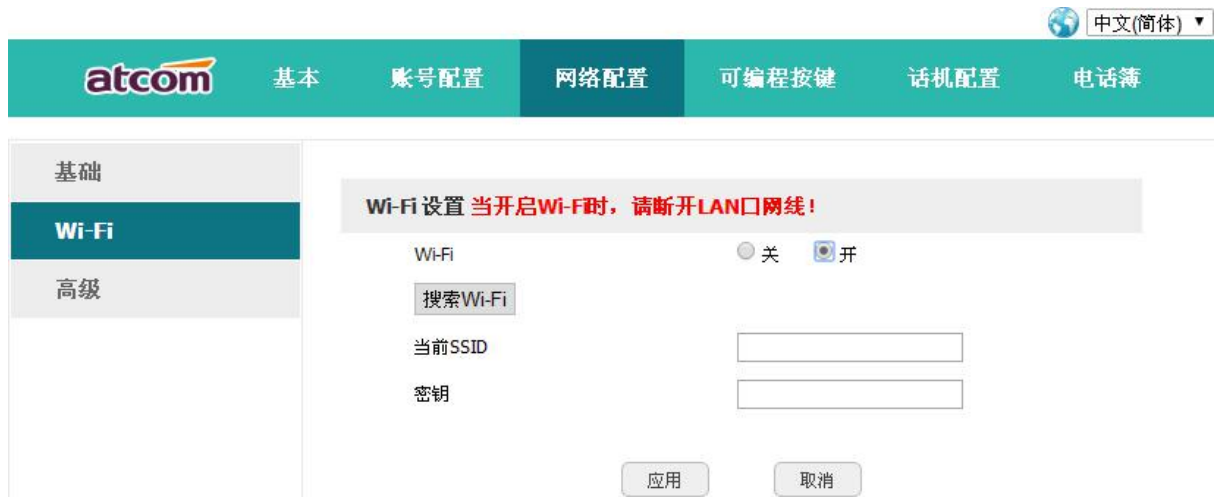 中文(简体)
atcom 基本 账号配置 网络配置 可编程按键 话机配置 电话簿
基础
Wi-Fi
高级
Wi-Fi 设置 当开启Wi-Fi时，请断开LAN口网线！
Wi-Fi 关 开
搜索Wi-Fi
当前SSID
密钥
应用 取消